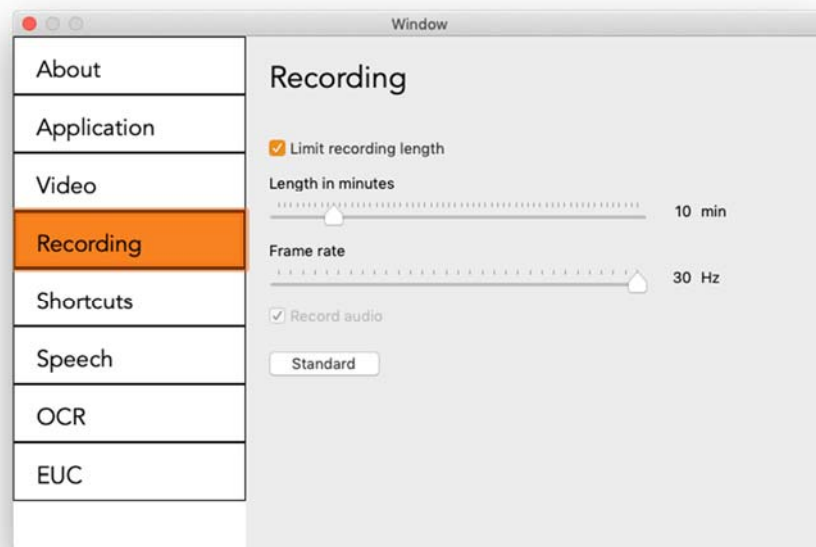 Window
About
Application
Video
Recording
Shortcuts
Speech
OCR
EUC
Recording
Limit recording length
Length in minutes
10 min
Frame rate
30 Hz
Record audio
Standard